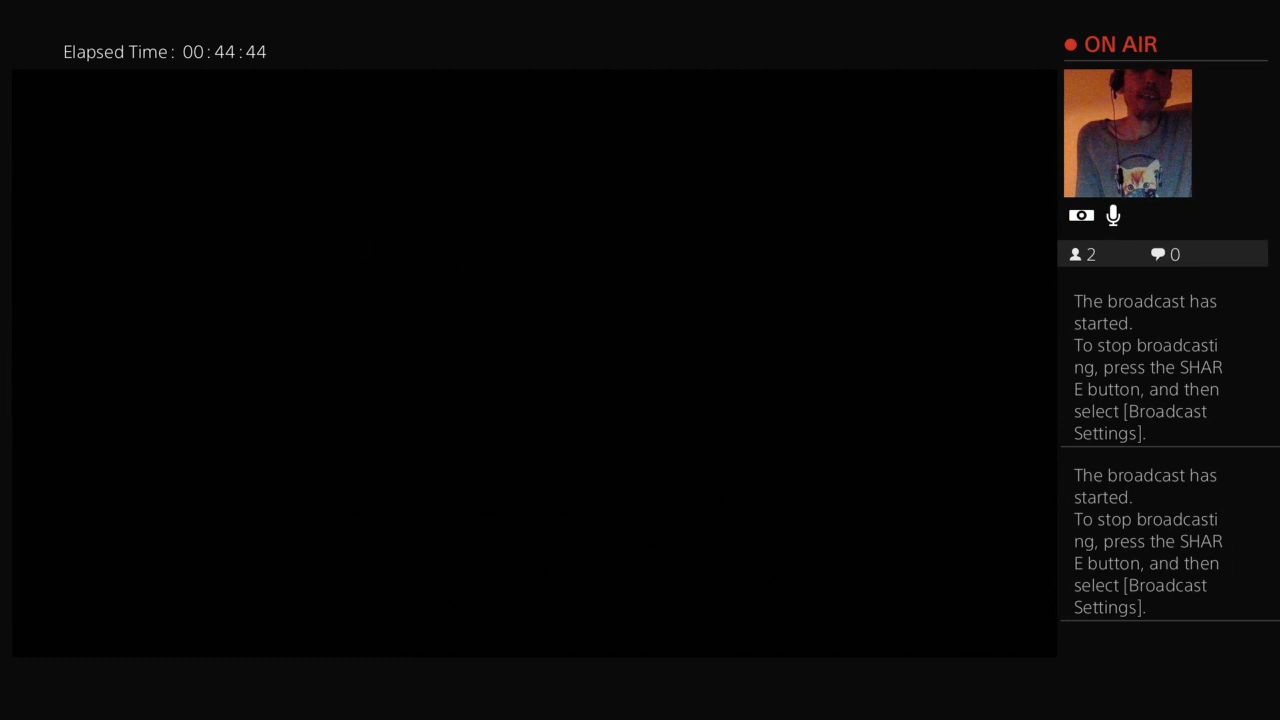 Elapsed Time: 00:44:44
ON AIR
2
0
The broadcast has
started.
To stop broadcasti
ng, press the SHAR
E button, and then
select [Broadcast
Settings].
The broadcast has
started.
To stop broadcasti
ng, press the SHAR
E button, and then
select [Broadcast
Settings].